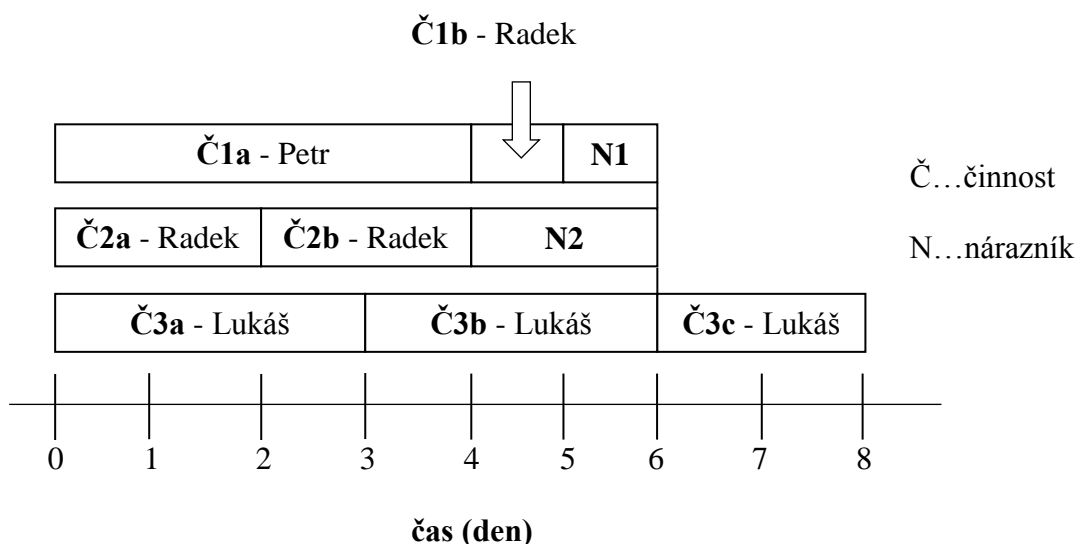 Č1b - Radek
Č1a - Petr
N1
Č…činnost
Č2a - Radek
Č2b - Radek
N2
N…nárazník
Č3a - Lukáš
Č3b - Lukáš
Č3c - Lukáš
0 1 2 3 4 5 6 7 8
čas (den)